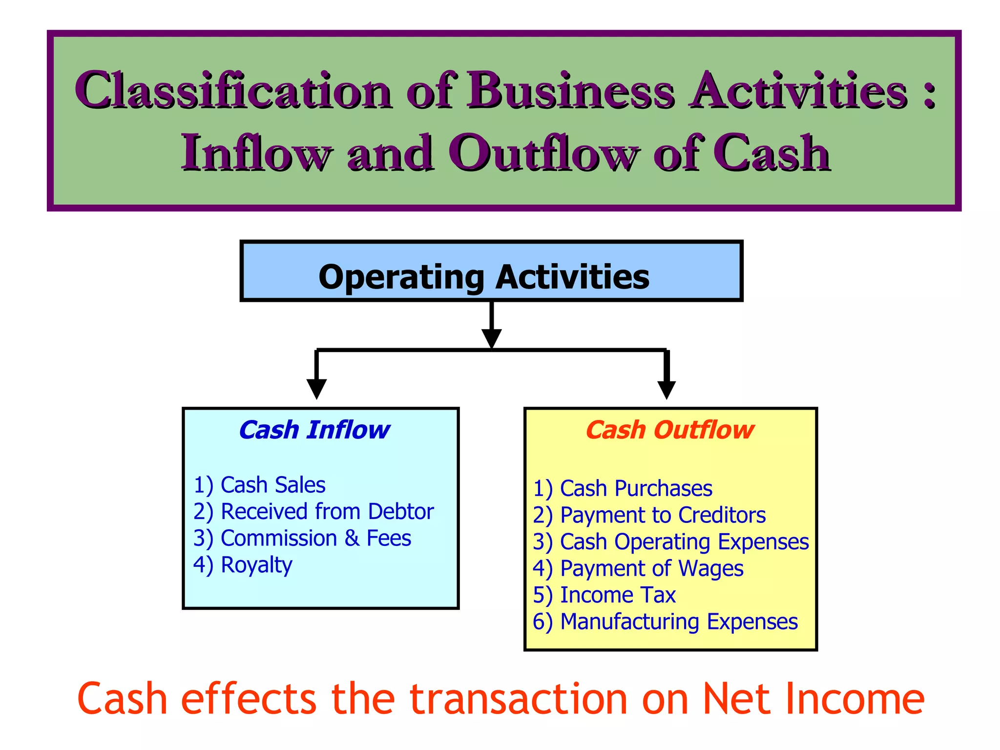 Classification of Business Activities :
Inflow and Outflow of Cash
Operating Activities
Cash Inflow
1) Cash Sales
2) Received from Debtor
3) Commission & Fees
4) Royalty
Cash Outflow
1) Cash Purchases
2) Payment to Creditors
3) Cash Operating Expenses
4) Payment of Wages
5) Income Tax
6) Manufacturing Expenses
Cash effects the transaction on Net Income